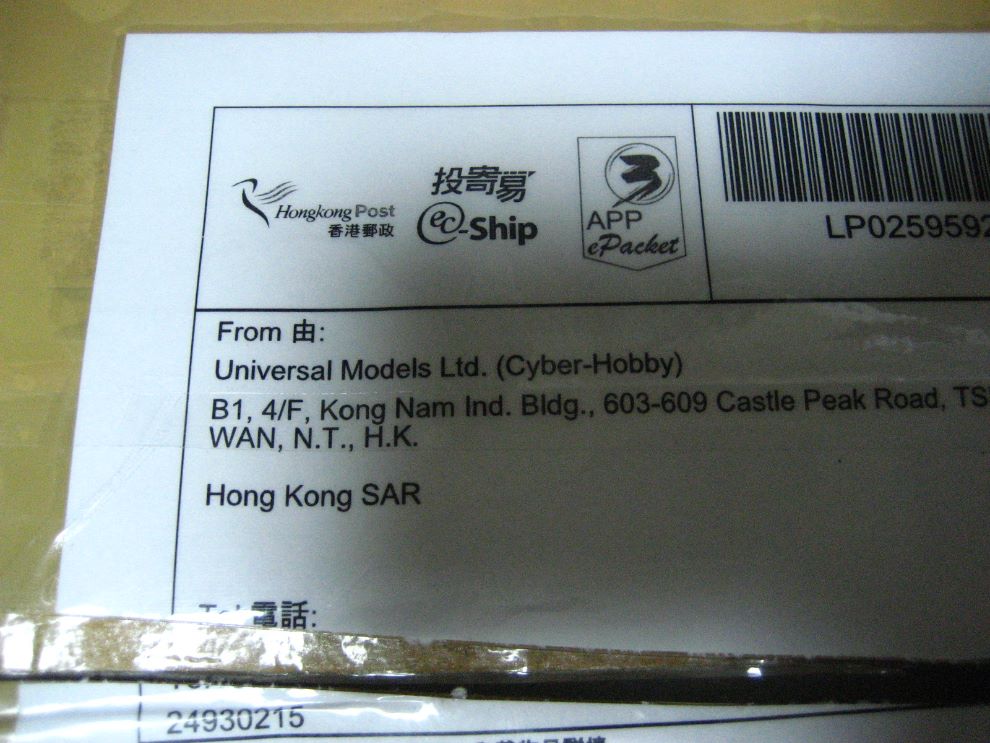 Hongkong Post
香港郵政
投寄易
ec-Ship
3
APP
ePacket
LP0259592
From 由:
Universal Models Ltd. (Cyber-Hobby)
B1, 4/F, Kong Nam Ind. Bldg., 603-609 Castle Peak Road, TS
WAN, N.T., H.K.
Hong Kong SAR
Tel 電話:
24930215